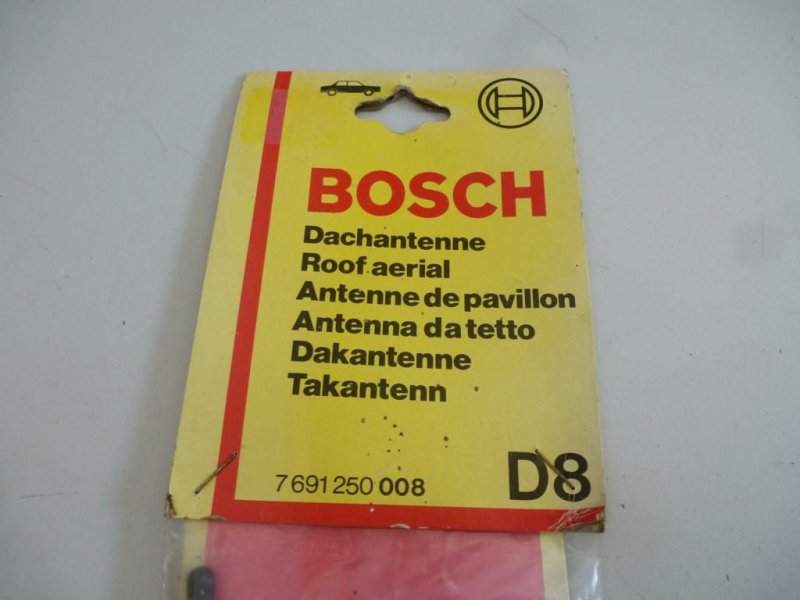 BOSCH
Dachantenne
Roof aerial
Antenne de pavillon
Antenna da tetto
Dakantenne
Takantenn
7 691 250 008
D8